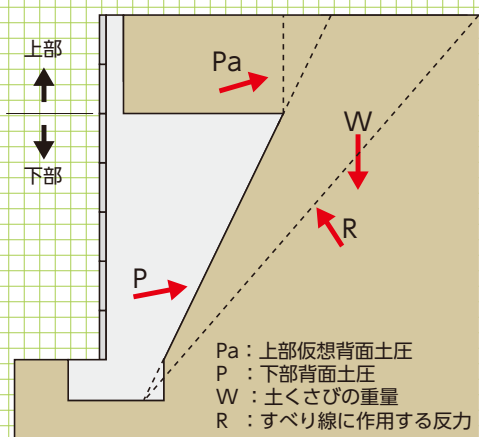 上部
下部
Pa
W
R
P
Pa：上部仮想背面土圧
P ：下部背面土圧
W ：土くさびの重量
R ：すべり線に作用する反力